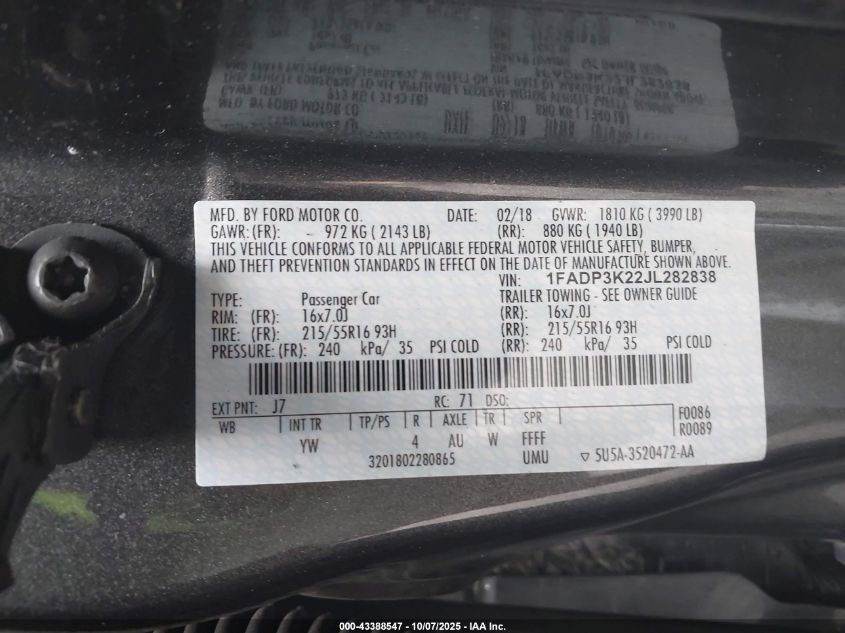 MFD. BY FORD MOTOR CO. DATE: 02/18 GVWR: 1810 KG ( 3990 LB)
GAWR: (FR): - 972 KG ( 2143 LB) (RR): 880 KG ( 1940 LB)
THIS VEHICLE CONFORMS TO ALL APPLICABLE FEDERAL MOTOR VEHICLE SAFETY, BUMPER,
AND THEFT PREVENTION STANDARDS IN EFFECT ON THE DATE OF MANUFACTURE SHOWN ABOVE.
VIN: 1FADP3K22JL282838
TYPE: Passenger Car TRAILER TOWING - SEE OWNER GUIDE
RIM: (FR): 16x7.0J (RR): 16x7.0J
TIRE: (FR): 215/55R16 93H (RR): 215/55R16 93H
PRESSURE: (FR): 240 kPa/ 35 PSI COLD (RR): 240 kPa/ 35 PSI COLD
EXT PNT: J7 RC: 71 DSO:
WB INT TR TP/PS R AXLE TR SPR F0086
YW 4 AU W FFFF R0089
3201802280865 UMU ▽ 5U5A-3520472-AA
000-43388547 - 10/07/2025 - IAA Inc.